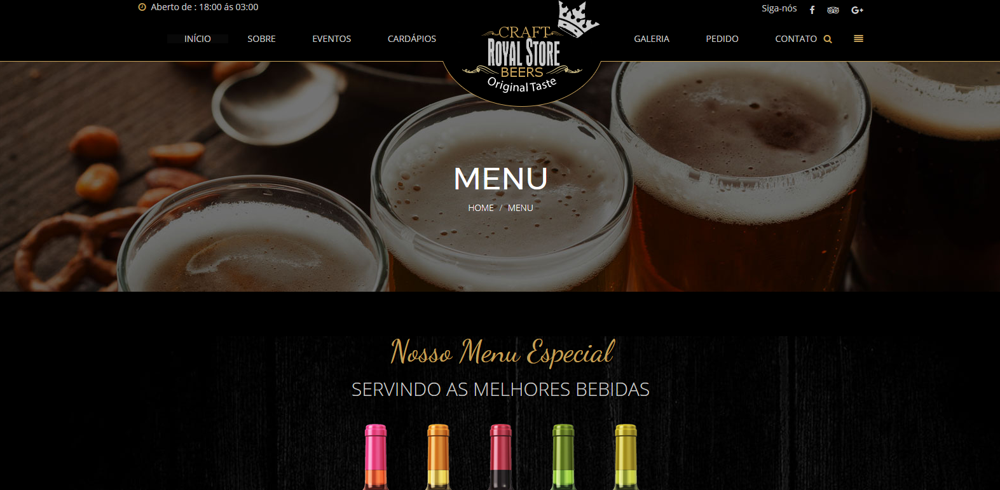 Aberto de : 18:00 ás 03:00
Siga-nós
INÍCIO
SOBRE
EVENTOS
CARDÁPIOS
CRAFT
ROYAL STORE
BEERS
Original Taste
GALERIA
PEDIDO
CONTATO
MENU
HOME / MENU
Nosso Menu Especial
SERVINDO AS MELHORES BEBIDAS